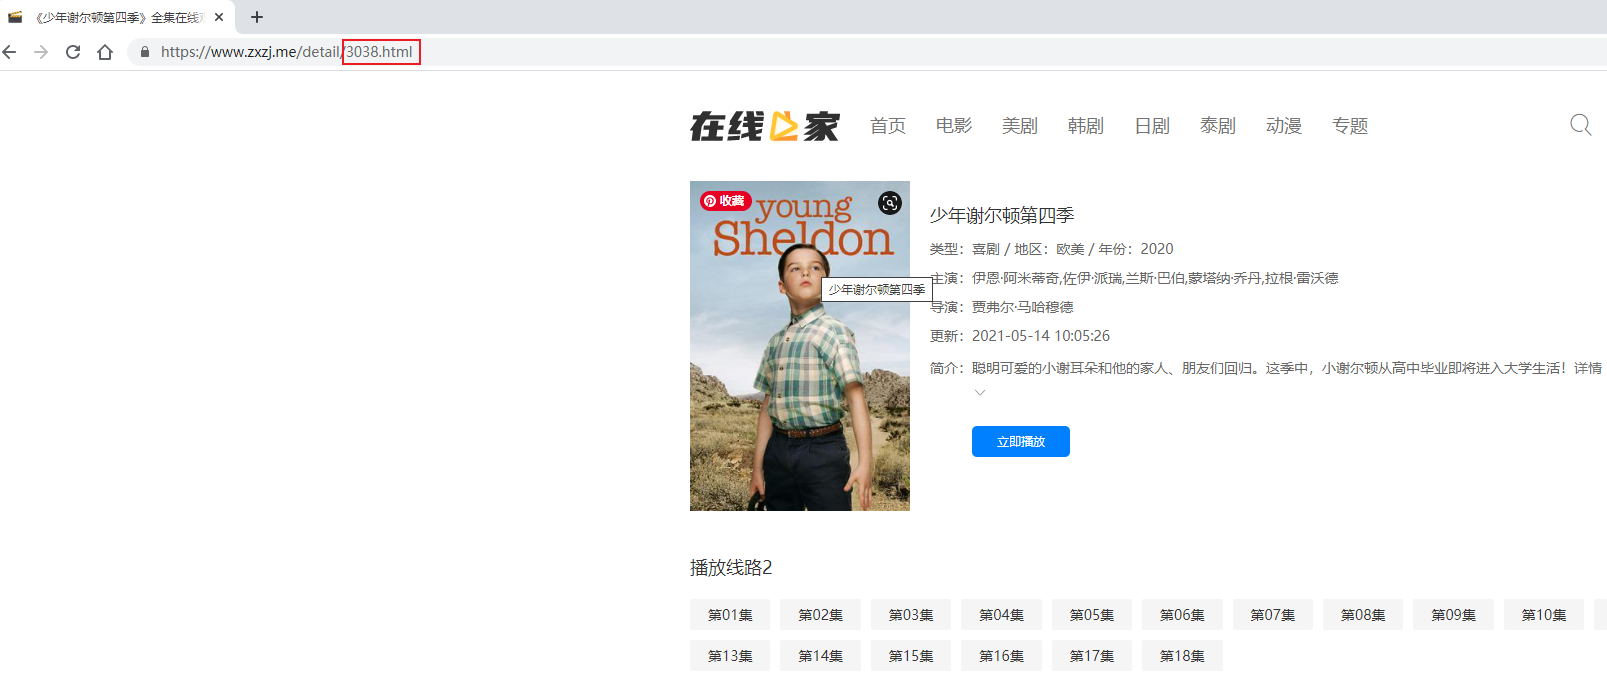 《少年谢尔顿第四季》全集在线
https://www.zxzj.me/detail/3038.html
在线之家 首页 电影 美剧 韩剧 日剧 泰剧 动漫 专题
收藏
young
Sheldon
少年谢尔顿第四季
少年谢尔顿第四季
类型：喜剧 / 地区：欧美 / 年份：2020
主演：伊恩·阿米蒂奇,佐伊·派瑞,兰斯·巴伯,蒙塔纳·乔丹,拉根·雷沃德
导演：贾弗尔·马哈穆德
更新：2021-05-14 10:05:26
简介：聪明可爱的小谢耳朵和他的家人、朋友们回归。这季中，小谢尔顿从高中毕业即将进入大学生活！详情
立即播放
播放线路2
第01集 第02集 第03集 第04集 第05集 第06集 第07集 第08集 第09集 第10集
第13集 第14集 第15集 第16集 第17集 第18集